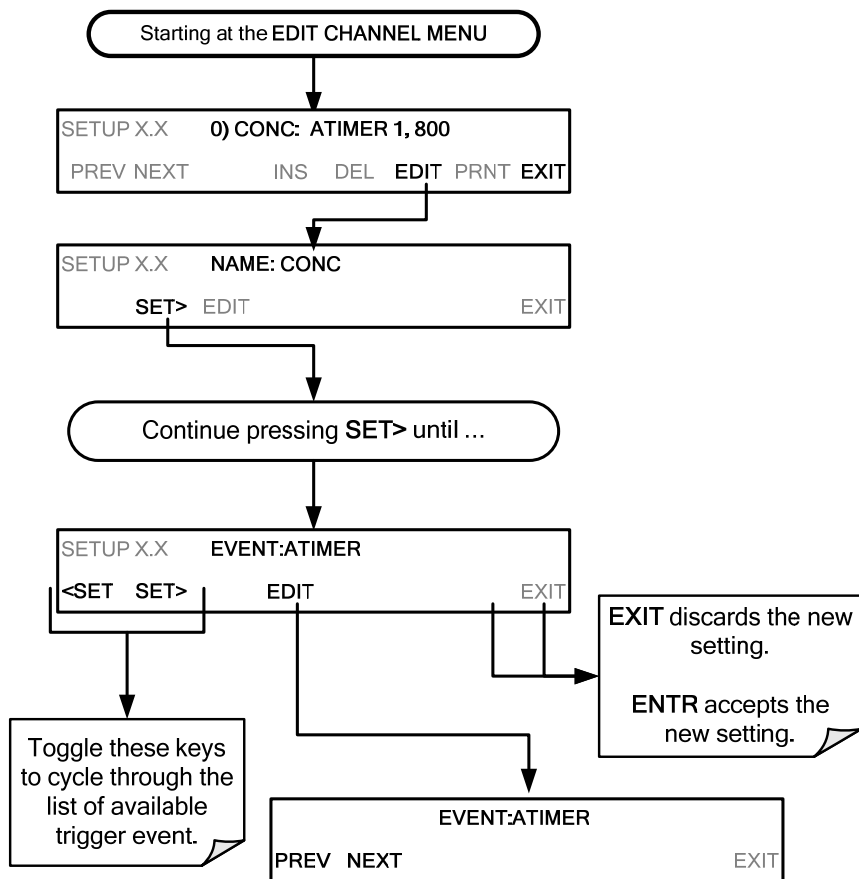 Starting at the EDIT CHANNEL MENU
SETUP X.X 0) CONC: ATIMER 1, 800
PREV NEXT INS DEL EDIT PRNT EXIT
SETUP X.X NAME: CONC
SET> EDIT EXIT
Continue pressing SET> until ...
SETUP X.X EVENT:ATIMER
<SET SET> EDIT EXIT
EXIT discards the new
setting.
ENTR accepts the
new setting.
Toggle these keys
to cycle through the
list of available
trigger event.
EVENT:ATIMER
PREV NEXT EXIT